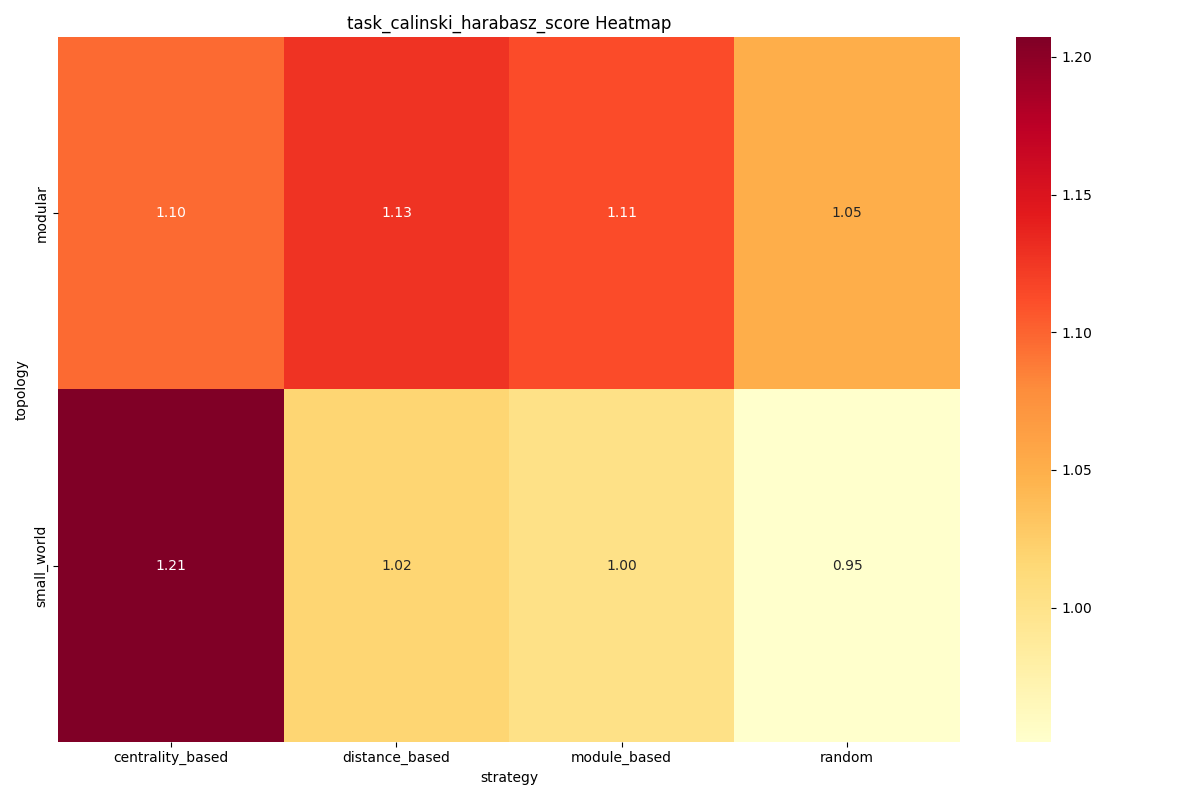 task_calinski_harabasz_score Heatmap
topology
modular
1.10 1.13 1.11 1.05
small_world
1.21 1.02 1.00 0.95
centrality_based distance_based module_based random
strategy
1.20
1.15
1.10
1.05
1.00